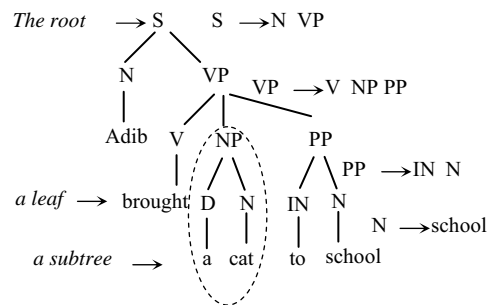 The root → S S → N VP
N VP VP → V NP PP
Adib V NP PP
PP → IN N
a leaf → brought D N IN N
N → school
a subtree → a cat to school